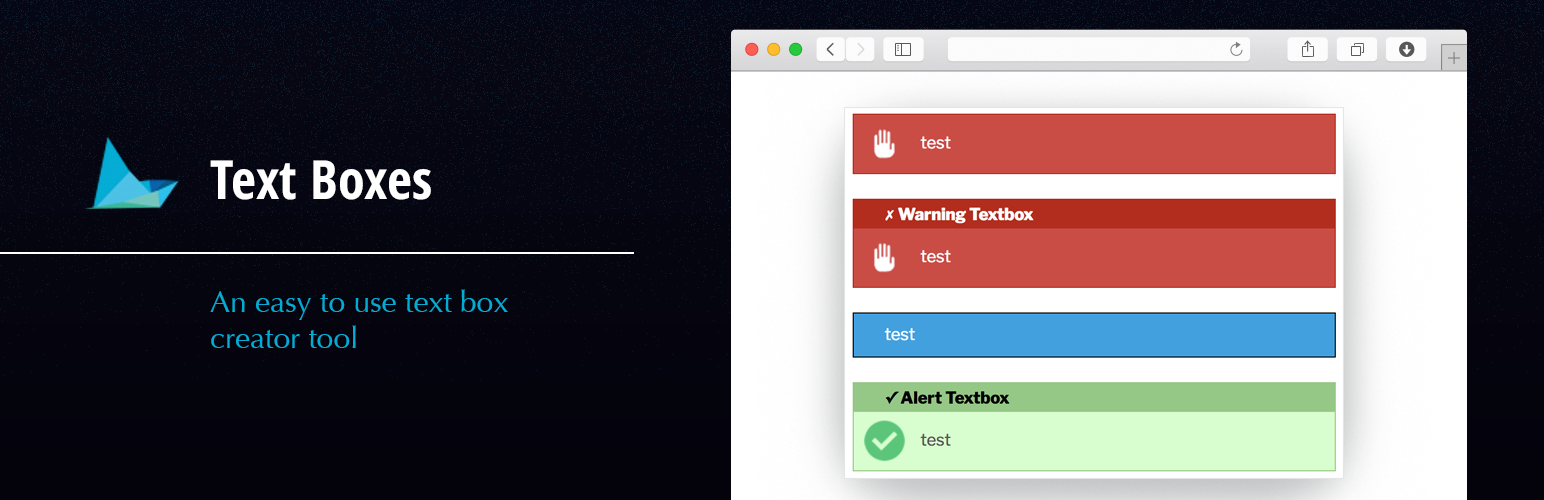 Text Boxes
An easy to use text box
creator tool
test
✗ Warning Textbox
test
test
✓ Alert Textbox
test